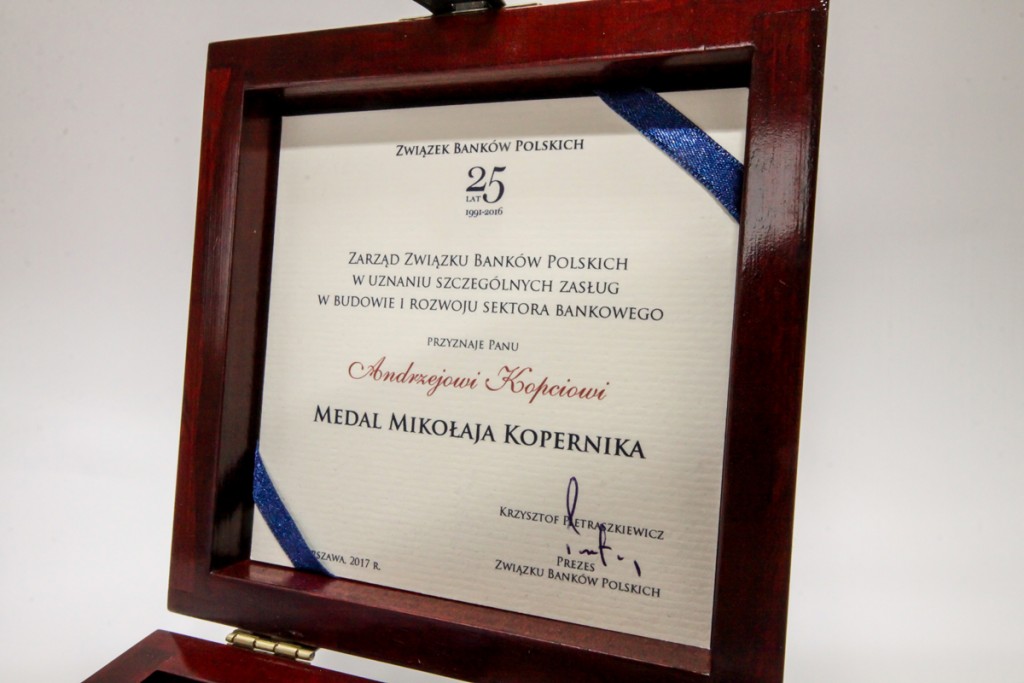 Związek Banków Polskich
25
LAT
1991-2016
Zarząd Związku Banków Polskich
w uznaniu szczególnych zasług
w budowie i rozwoju sektora bankowego
przyznaje Panu
Andrzejowi Kopciowi
Medal Mikołaja Kopernika
Krzysztof Pietraszkiewicz
Prezes
Związku Banków Polskich
rszawa, 2017 r.